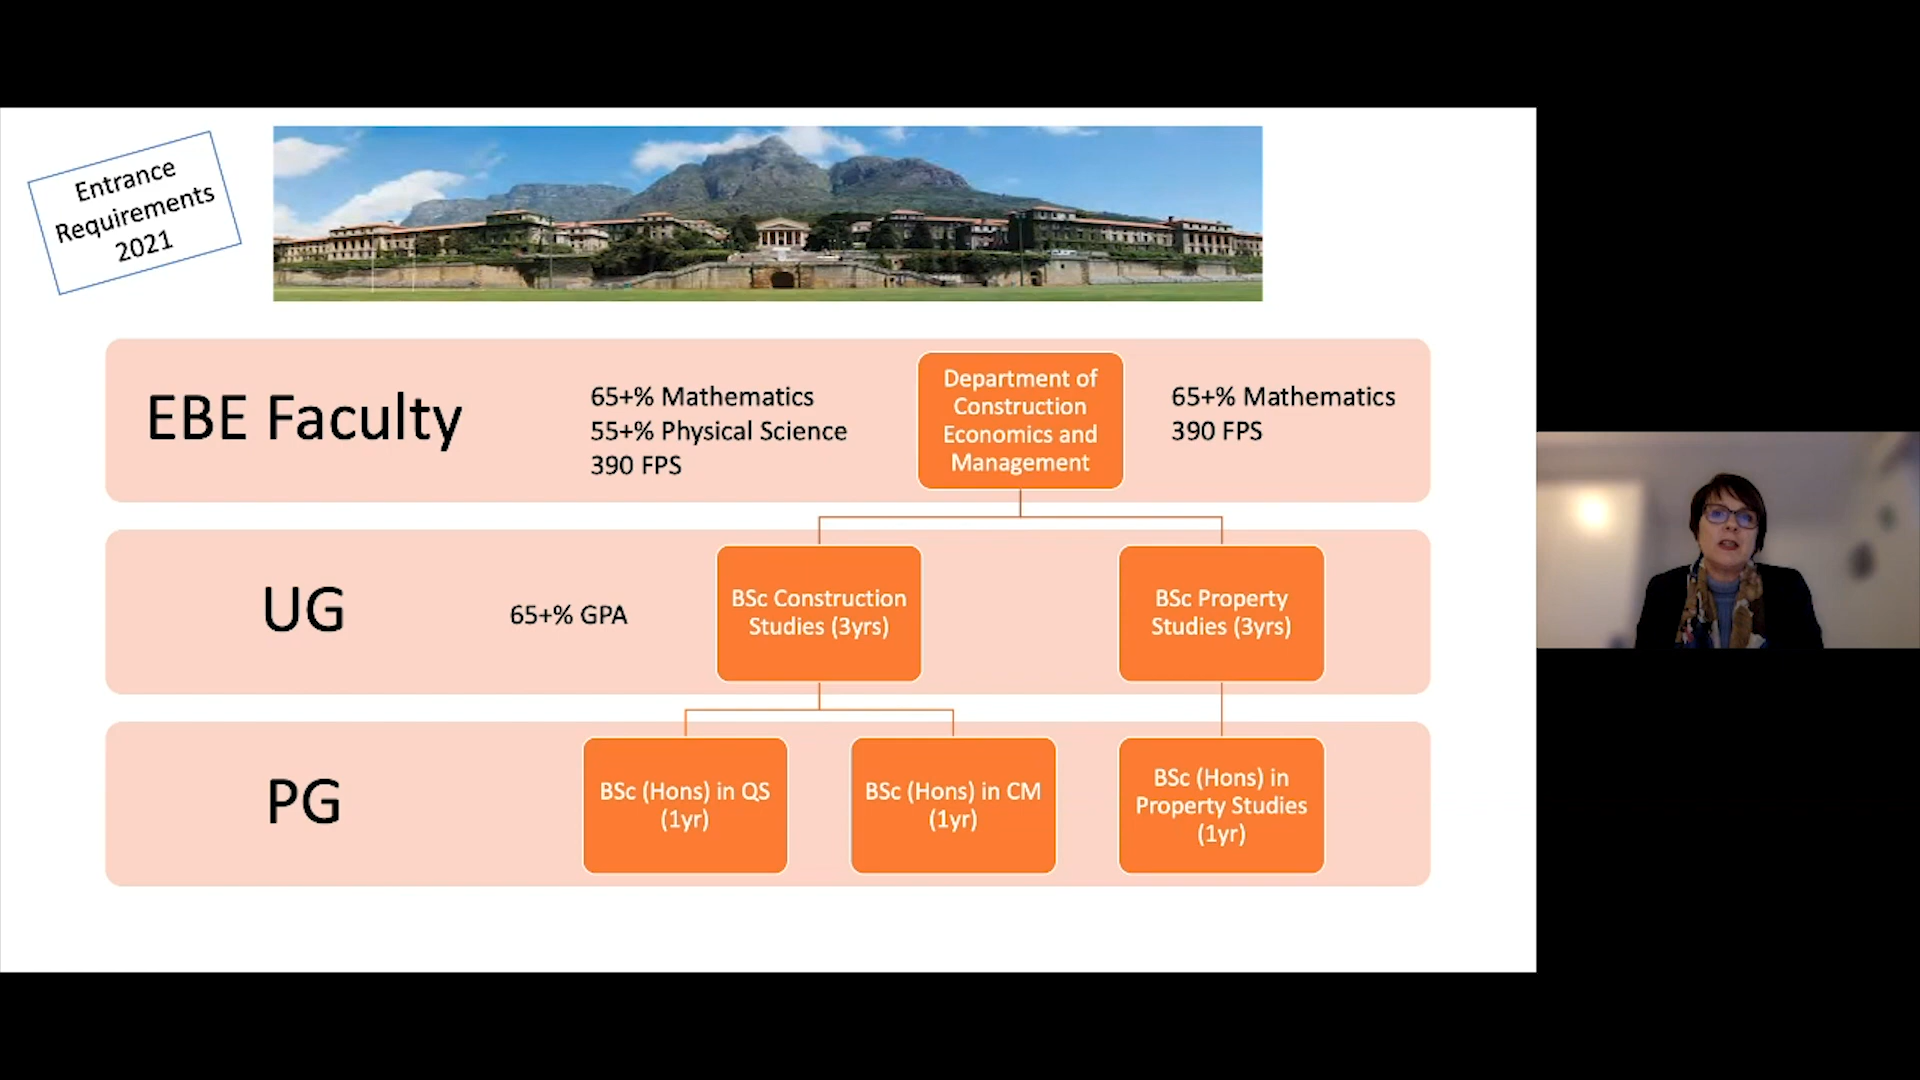 Entrance
Requirements
2021
EBE Faculty
65+% Mathematics
55+% Physical Science
390 FPS
Department of
Construction
Economics and
Management
65+% Mathematics
390 FPS
UG
65+% GPA
BSc Construction
Studies (3yrs)
BSc Property
Studies (3yrs)
PG
BSc (Hons) in QS
(1yr)
BSc (Hons) in CM
(1yr)
BSc (Hons) in
Property Studies
(1yr)